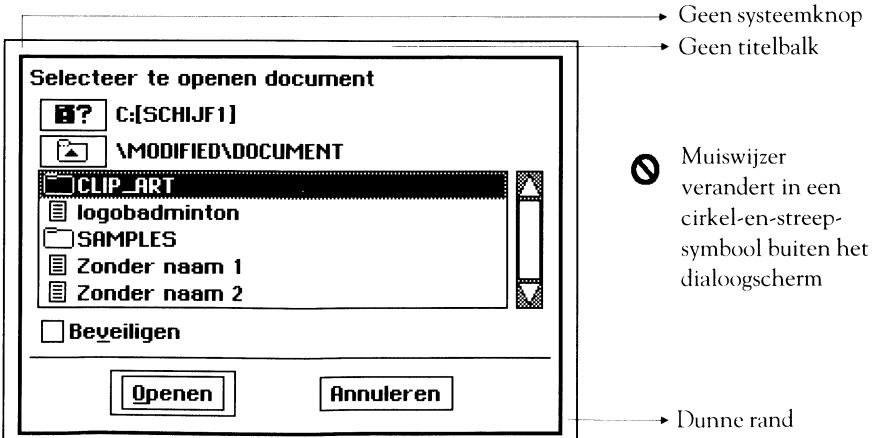 Geen systeemknop
Geen titelbalk
Selecteer te openen document
? C:[SCHIJF1]
\MODIFIED\DOCUMENT
CLIP_ART
logobadminton
SAMPLES
Zonder naam 1
Zonder naam 2
Beveiligen
Openen Annuleren
Muiswijzer
verandert in een
cirkel-en-streep-
symbool buiten het
dialoogscherm
Dunne rand